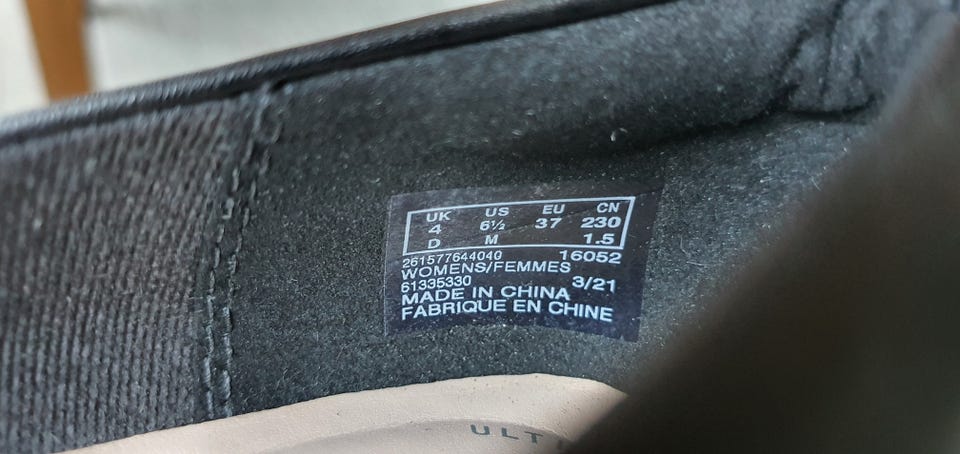 UK US EU CN
4 6½ 37 230
D M 1.5
261577644040 16052
WOMENS/FEMMES
61335330 3/21
MADE IN CHINA
FABRIQUE EN CHINE
ULT